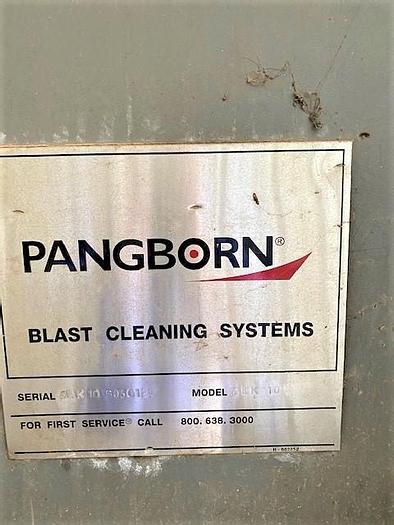 PANGBORN®
BLAST CLEANING SYSTEMS
SERIAL MODEL
FOR FIRST SERVICE® CALL 800.638.3000